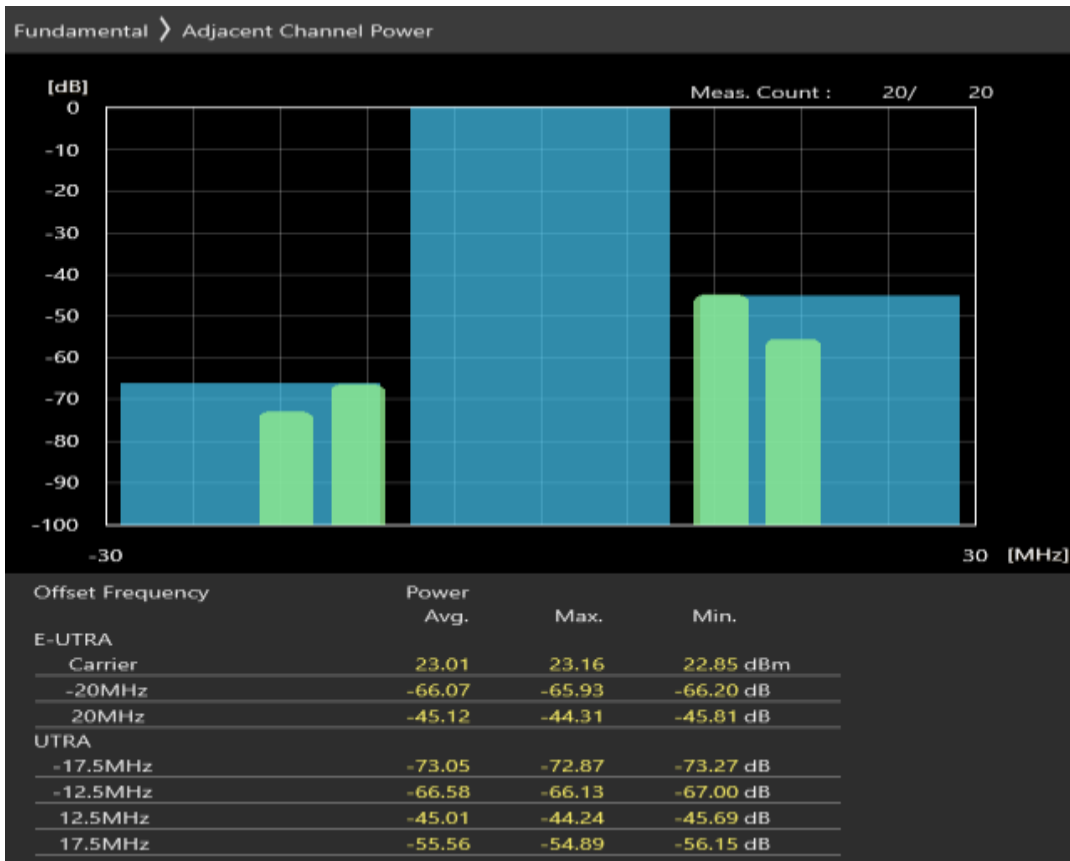 Fundamental ❯ Adjacent Channel Power
[dB]
Meas. Count : 20/ 20
0
-10
-20
-30
-40
-50
-60
-70
-80
-90
-100
-30 30 [MHz]
Offset Frequency Power
Avg. Max. Min.
E-UTRA
Carrier 23.01 23.16 22.85 dBm
-20MHz -66.07 -65.93 -66.20 dB
20MHz -45.12 -44.31 -45.81 dB
UTRA
-17.5MHz -73.05 -72.87 -73.27 dB
-12.5MHz -66.58 -66.13 -67.00 dB
12.5MHz -45.01 -44.24 -45.69 dB
17.5MHz -55.56 -54.89 -56.15 dB